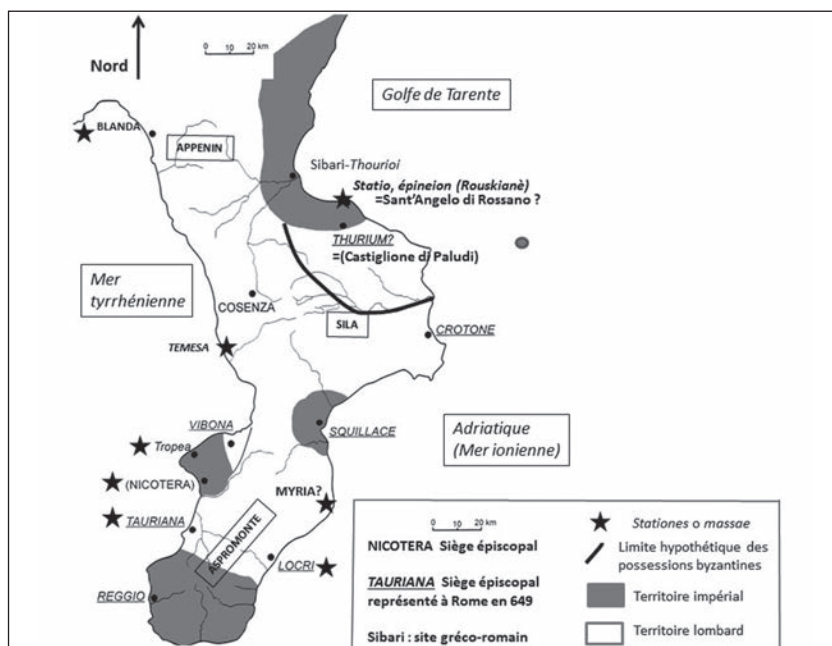 0 10 20 km
Nord
Golfe de Tarente
BLANDA
APPENIN
Sibari-Thourioi
Statio, épineion (Rouskianè)
=Sant'Angelo di Rossano ?
THURIUM?
=(Castiglione di Paludi)
Mer
tyrrhénienne
COSENZA
SILA
TEMESA
CROTONE
VIBONA
SQUILLACE
Adriatique
(Mer ionienne)
Tropea
(NICOTERA)
MYRIA?
TAURIANA
ASPROMONTE
LOCRI
REGGIO
0 10 20 km
NICOTERA Siège épiscopal
TAURIANA Siège épiscopal
représenté à Rome en 649
Sibari : site gréco-romain
Stationes o massae
Limite hypothétique des
possessions byzantines
Territoire impérial
Territoire lombard